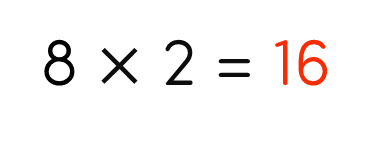 8 × 2 = 16